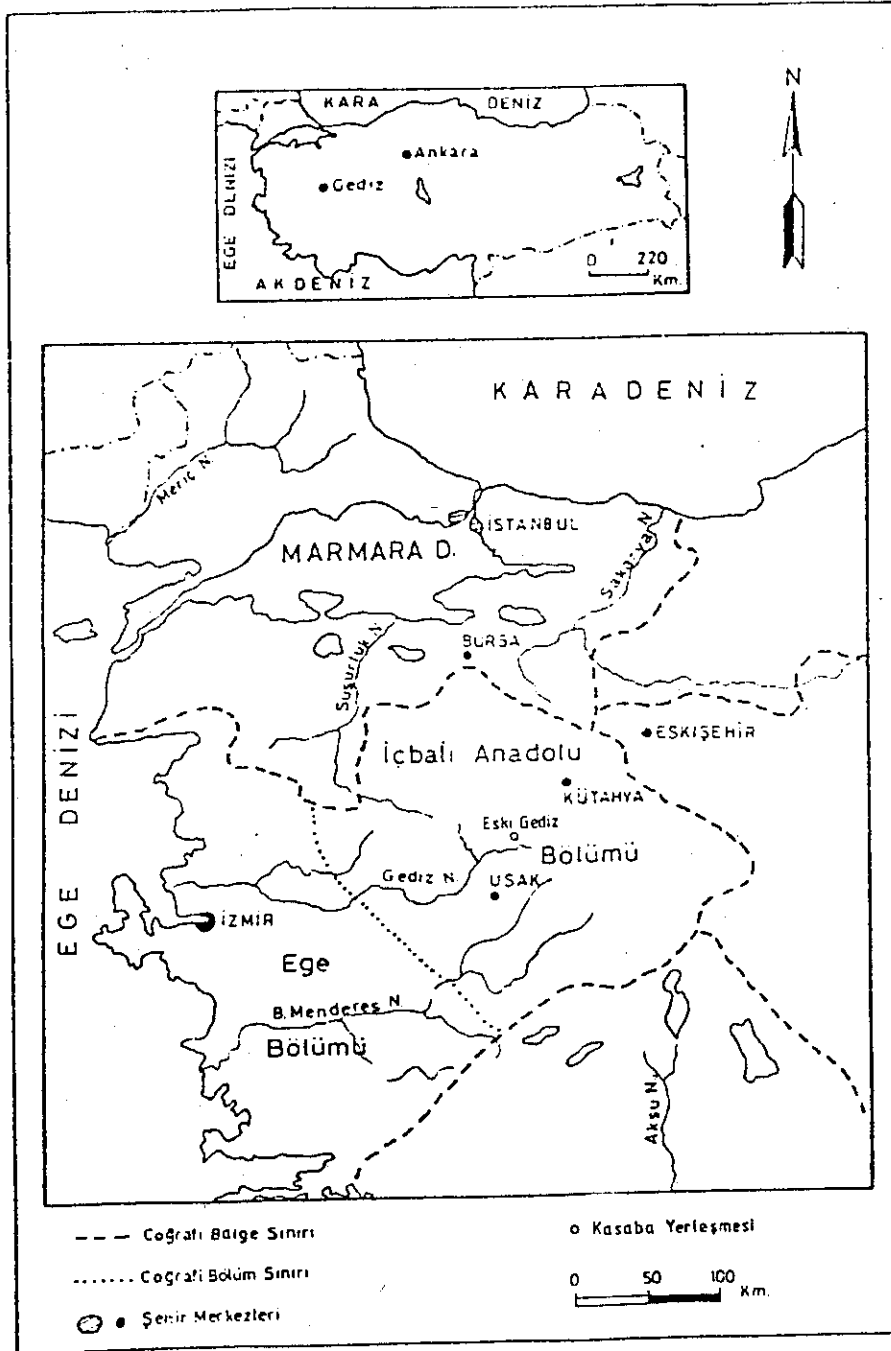 N
KARA DENİZ
Ankara
Gediz
EGE DENİZİ
AKDENİZ
0 220
Km.
KARADENİZ
Meriç N.
İSTANBUL
MARMARA D.
Sakarya N
Susurluk N.
BURSA
ESKİŞEHİR
EGE DENİZİ
İçbatı Anadolu
KÜTAHYA
Eski Gediz
Bölümü
Gediz N.
UŞAK
İZMİR
Ege
B. Menderes N.
Bölümü
Aksu N.
Coğrafi Bölge Sınırı
Kasaba Yerleşmesi
Coğrafi Bölüm Sınırı
0 50 100
Km.
Şehir Merkezleri